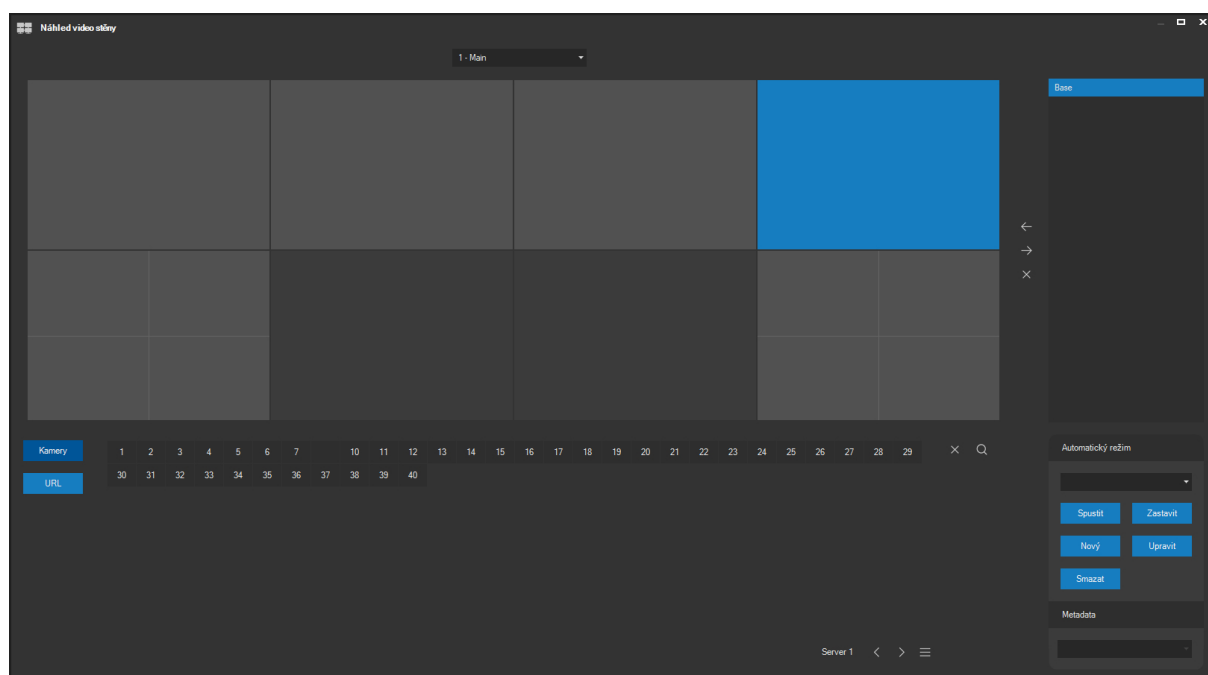 Náhled video stěny
1 - Main
Base
Kamery
1 2 3 4 5 6 7 10 11 12 13 14 15 16 17 18 19 20 21 22 23 24 25 26 27 28 29
URL
30 31 32 33 34 35 36 37 38 39 40
Automatický režim
Spustit Zastavit
Nový Upravit
Smazat
Metadata
Server 1